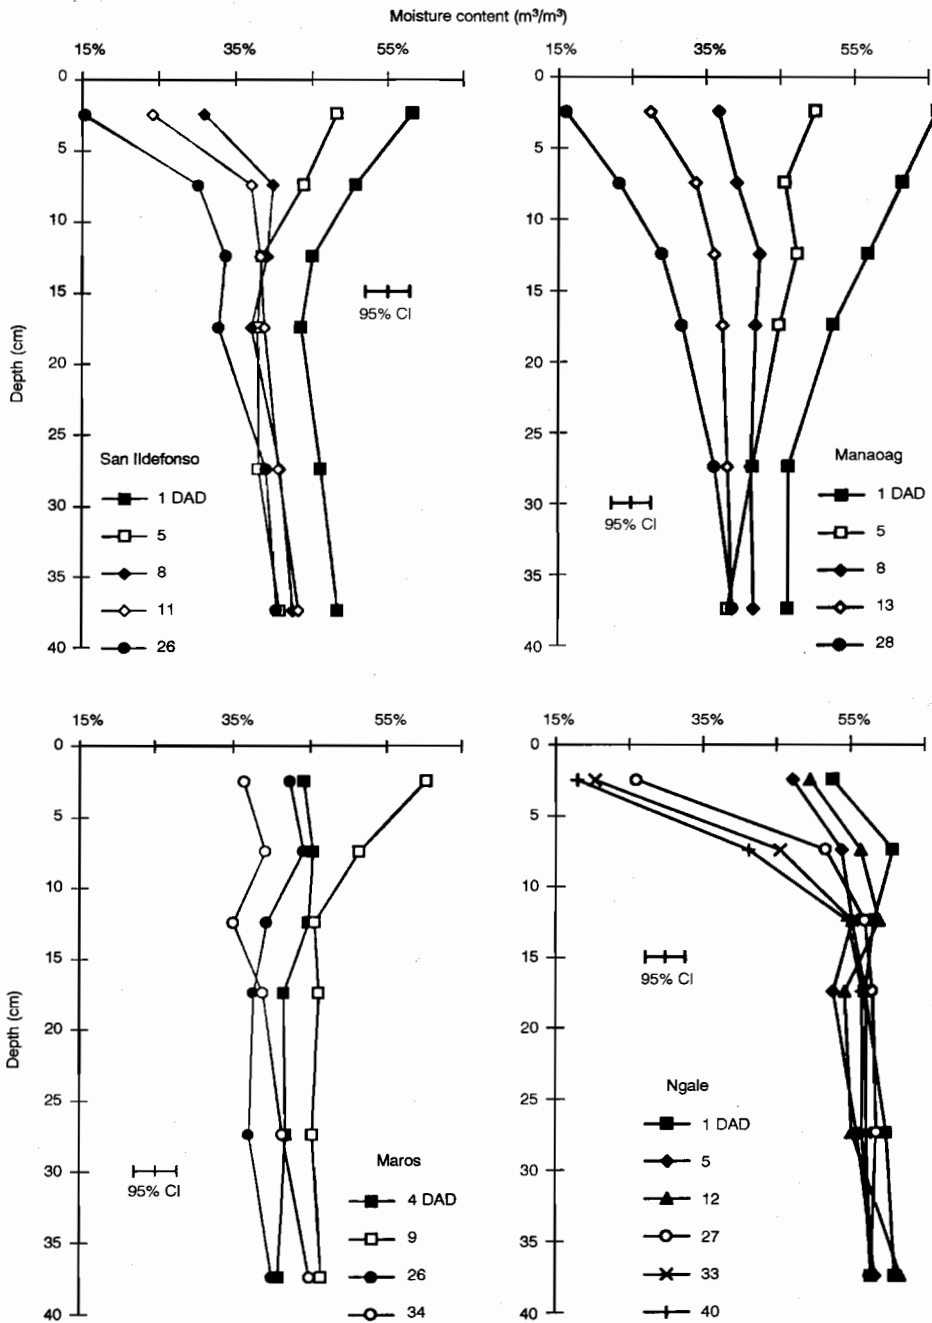 Moisture content (m³/m³)
15% 35% 55%
15% 35% 55%
0
5
10
15
20
25
30
35
40
Depth (cm)
95% CI
San Ildefonso
1 DAD
5
8
11
26
0
5
10
15
20
25
30
35
40
95% CI
Manaoag
1 DAD
5
8
13
28
15% 35% 55%
0
5
10
15
20
25
30
35
40
Depth (cm)
95% CI
Maros
4 DAD
9
26
34
15% 35% 55%
0
5
10
15
20
25
30
35
40
95% CI
Ngale
1 DAD
5
12
27
33
40